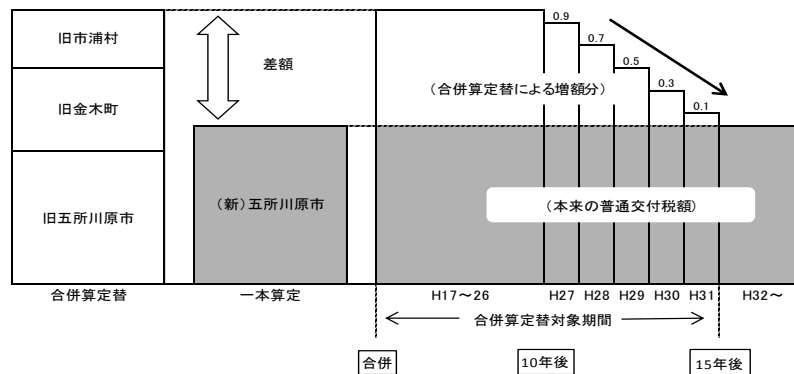 旧市浦村
旧金木町
旧五所川原市
合併算定替
差額
（新）五所川原市
一本算定
0.9
0.7
0.5
0.3
0.1
（合併算定替による増額分）
（本来の普通交付税額）
H17～26
H27
H28
H29
H30
H31
H32～
合併算定替対象期間
合併
10年後
15年後